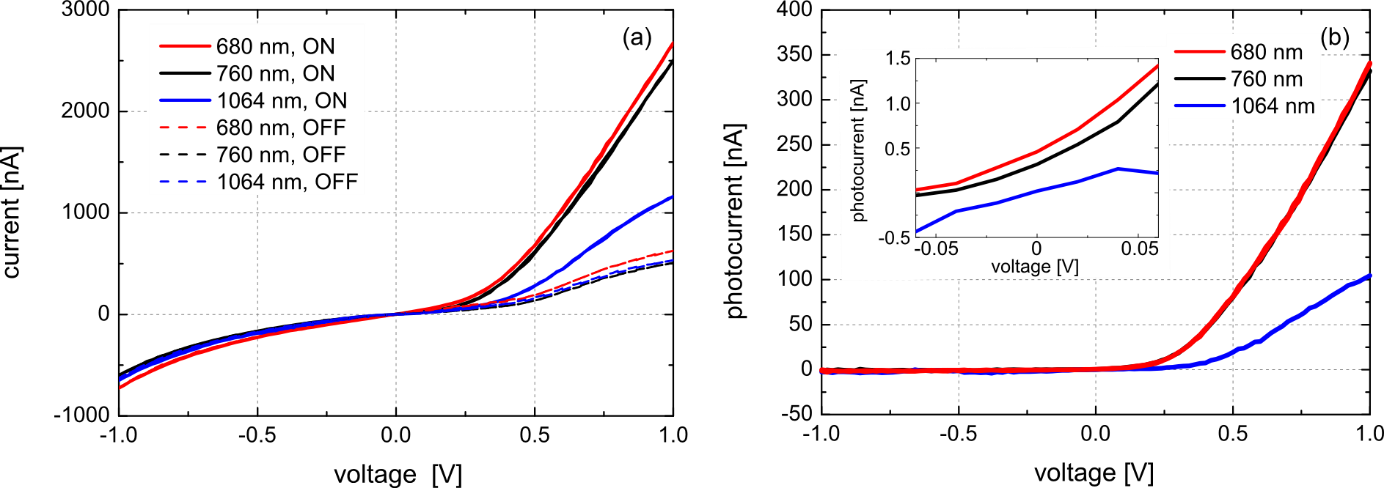 (a)
3000
2000
1000
0
-1000
current [nA]
680 nm, ON
760 nm, ON
1064 nm, ON
680 nm, OFF
760 nm, OFF
1064 nm, OFF
-1.0 -0.5 0.0 0.5 1.0
voltage [V]
(b)
400
350
300
250
200
150
100
50
0
-50
photocurrent [nA]
680 nm
760 nm
1064 nm
1.5
1.0
0.5
-0.5
photocurrent [nA]
-0.05 0 0.05
voltage [V]
-1.0 -0.5 0.0 0.5 1.0
voltage [V]